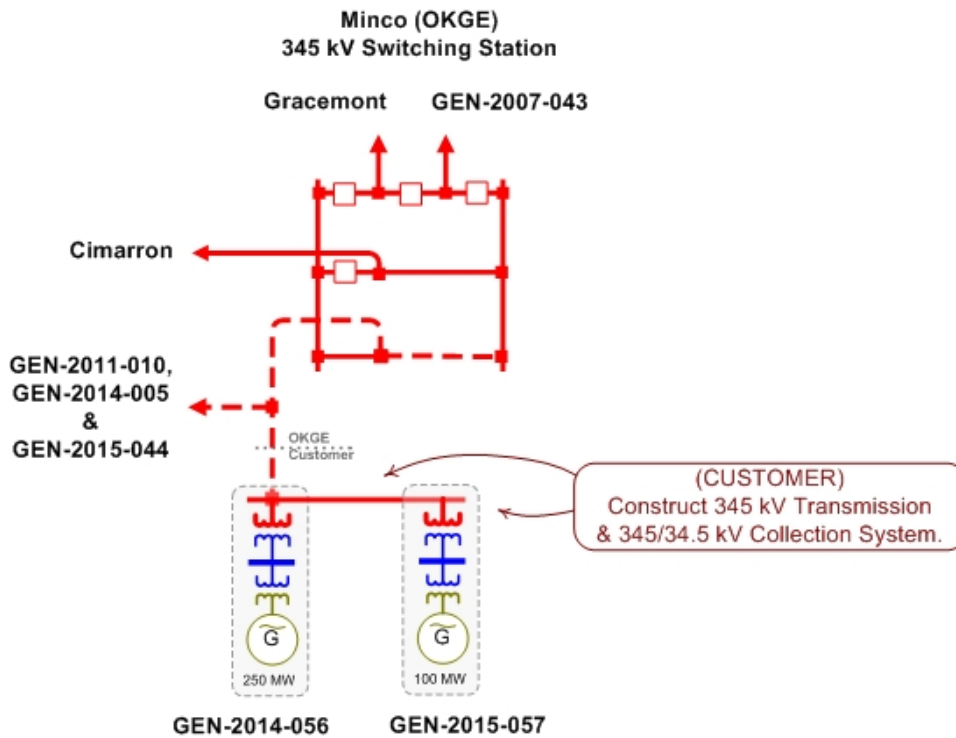 Minco (OKGE)
345 kV Switching Station
Gracemont
GEN-2007-043
Cimarron
GEN-2011-010,
GEN-2014-005
&
GEN-2015-044
OKGE
Customer
(CUSTOMER)
Construct 345 kV Transmission
& 345/34.5 kV Collection System.
G
250 MW
G
100 MW
GEN-2014-056
GEN-2015-057